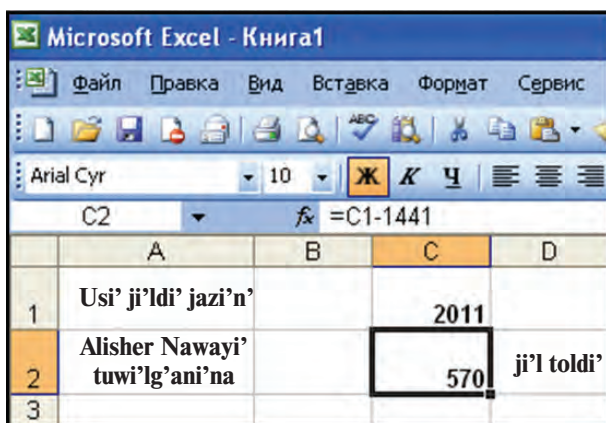 Microsoft Excel - Книга1
Файл Правка Вид Вставка Формат Сервис
ABC
Arial Cyr 10 Ж К Ч
C2 fx =C1-1441
A B C D
1 Usi’ ji’ldi’ jazi’n’ 2011
2 Alisher Nawayi’ tuwi’lg’ani’na 570 ji’l toldi’
3